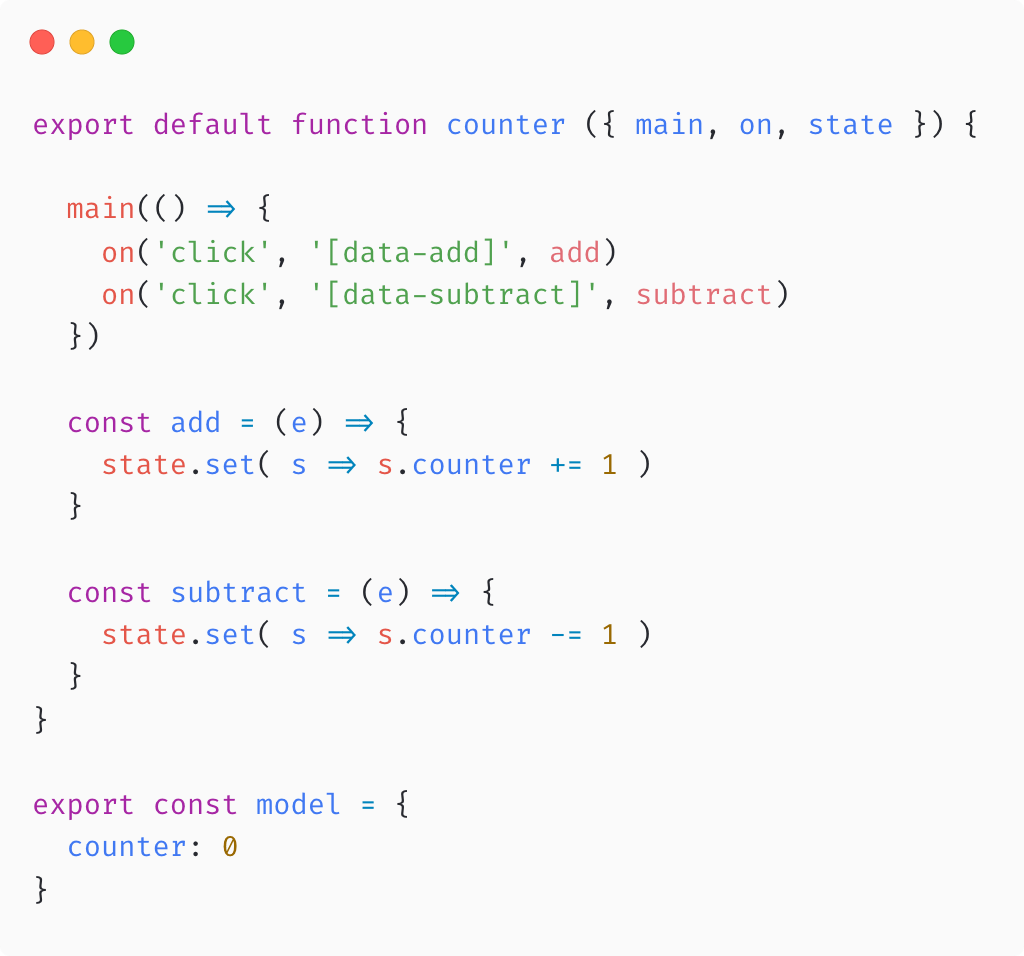 export default function counter ({ main, on, state }) {
  main(() => {
    on('click', '[data-add]', add)
    on('click', '[data-subtract]', subtract)
  })
  const add = (e) => {
    state.set( s => s.counter += 1 )
  }
  const subtract = (e) => {
    state.set( s => s.counter -= 1 )
  }
}
export const model = {
  counter: 0
}